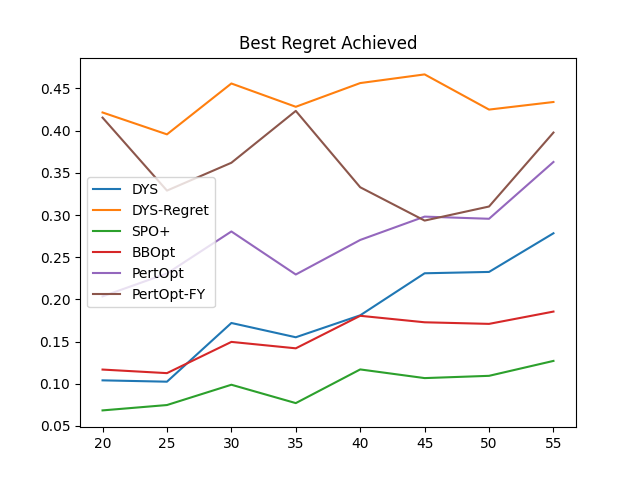 Best Regret Achieved
0.45
0.40
0.35
0.30
0.25
0.20
0.15
0.10
0.05
DYS
DYS-Regret
SPO+
BBOpt
PertOpt
PertOpt-FY
20 25 30 35 40 45 50 55